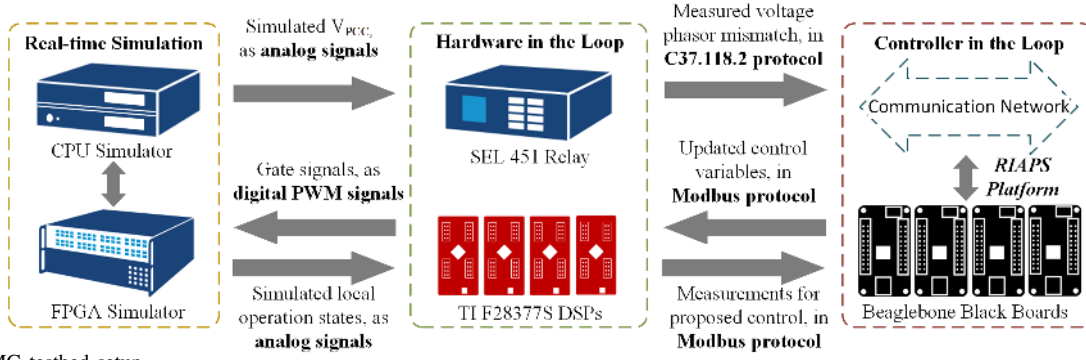 Real-time Simulation
CPU Simulator
FPGA Simulator
Simulated VPCC,
as analog signals
Gate signals, as
digital PWM signals
Simulated local
operation states, as
analog signals
Hardware in the Loop
SEL 451 Relay
TI F28377S DSPs
Measured voltage
phasor mismatch, in
C37.118.2 protocol
Updated control
variables, in
Modbus protocol
Measurements for
proposed control, in
Modbus protocol
Controller in the Loop
Communication Network
RIAPS
Platform
Beaglebone Black Boards